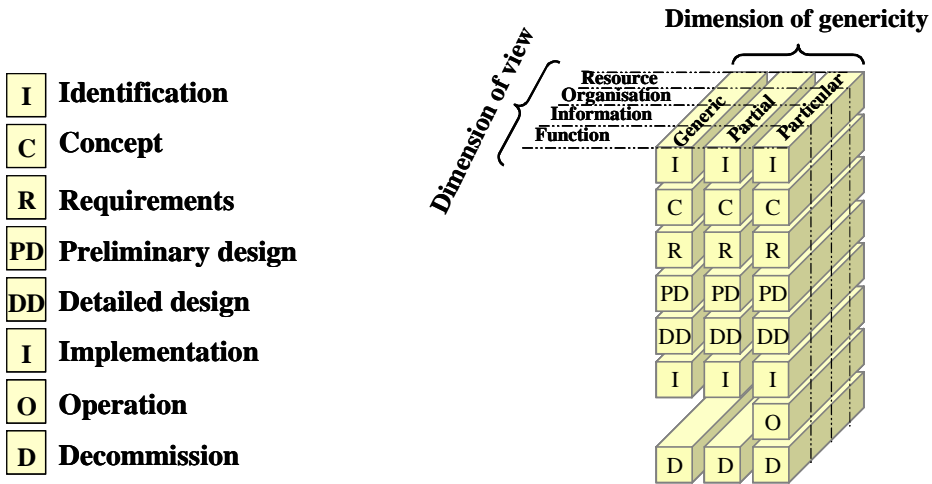 I Identification
C Concept
R Requirements
PD Preliminary design
DD Detailed design
I Implementation
O Operation
D Decommission
Dimension of genericity
Dimension of view
Resource
Organisation
Information
Function
Generic
Partial
Particular
I I I
C C C
R R R
PD PD PD
DD DD DD
I I I
O
D D D